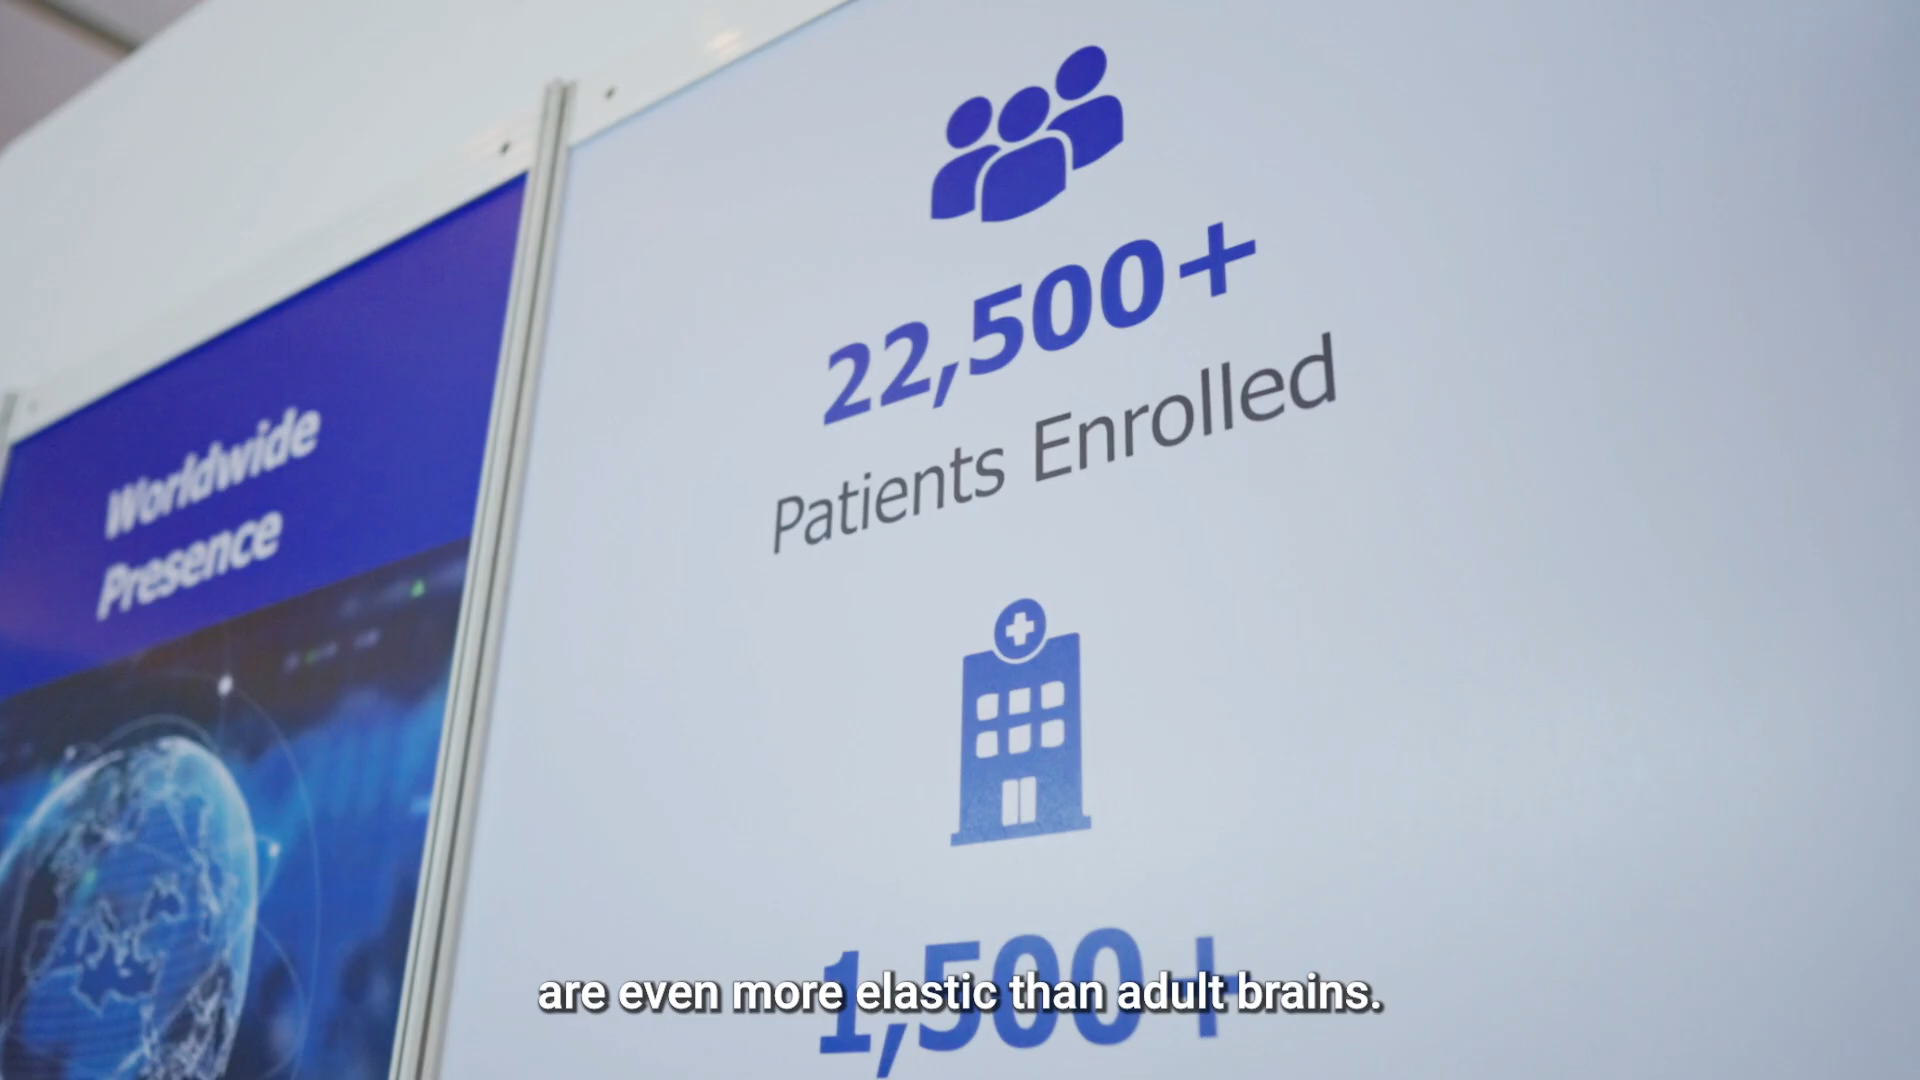 Worldwide
Presence
22,500+
Patients Enrolled
1,500+
are even more elastic than adult brains.